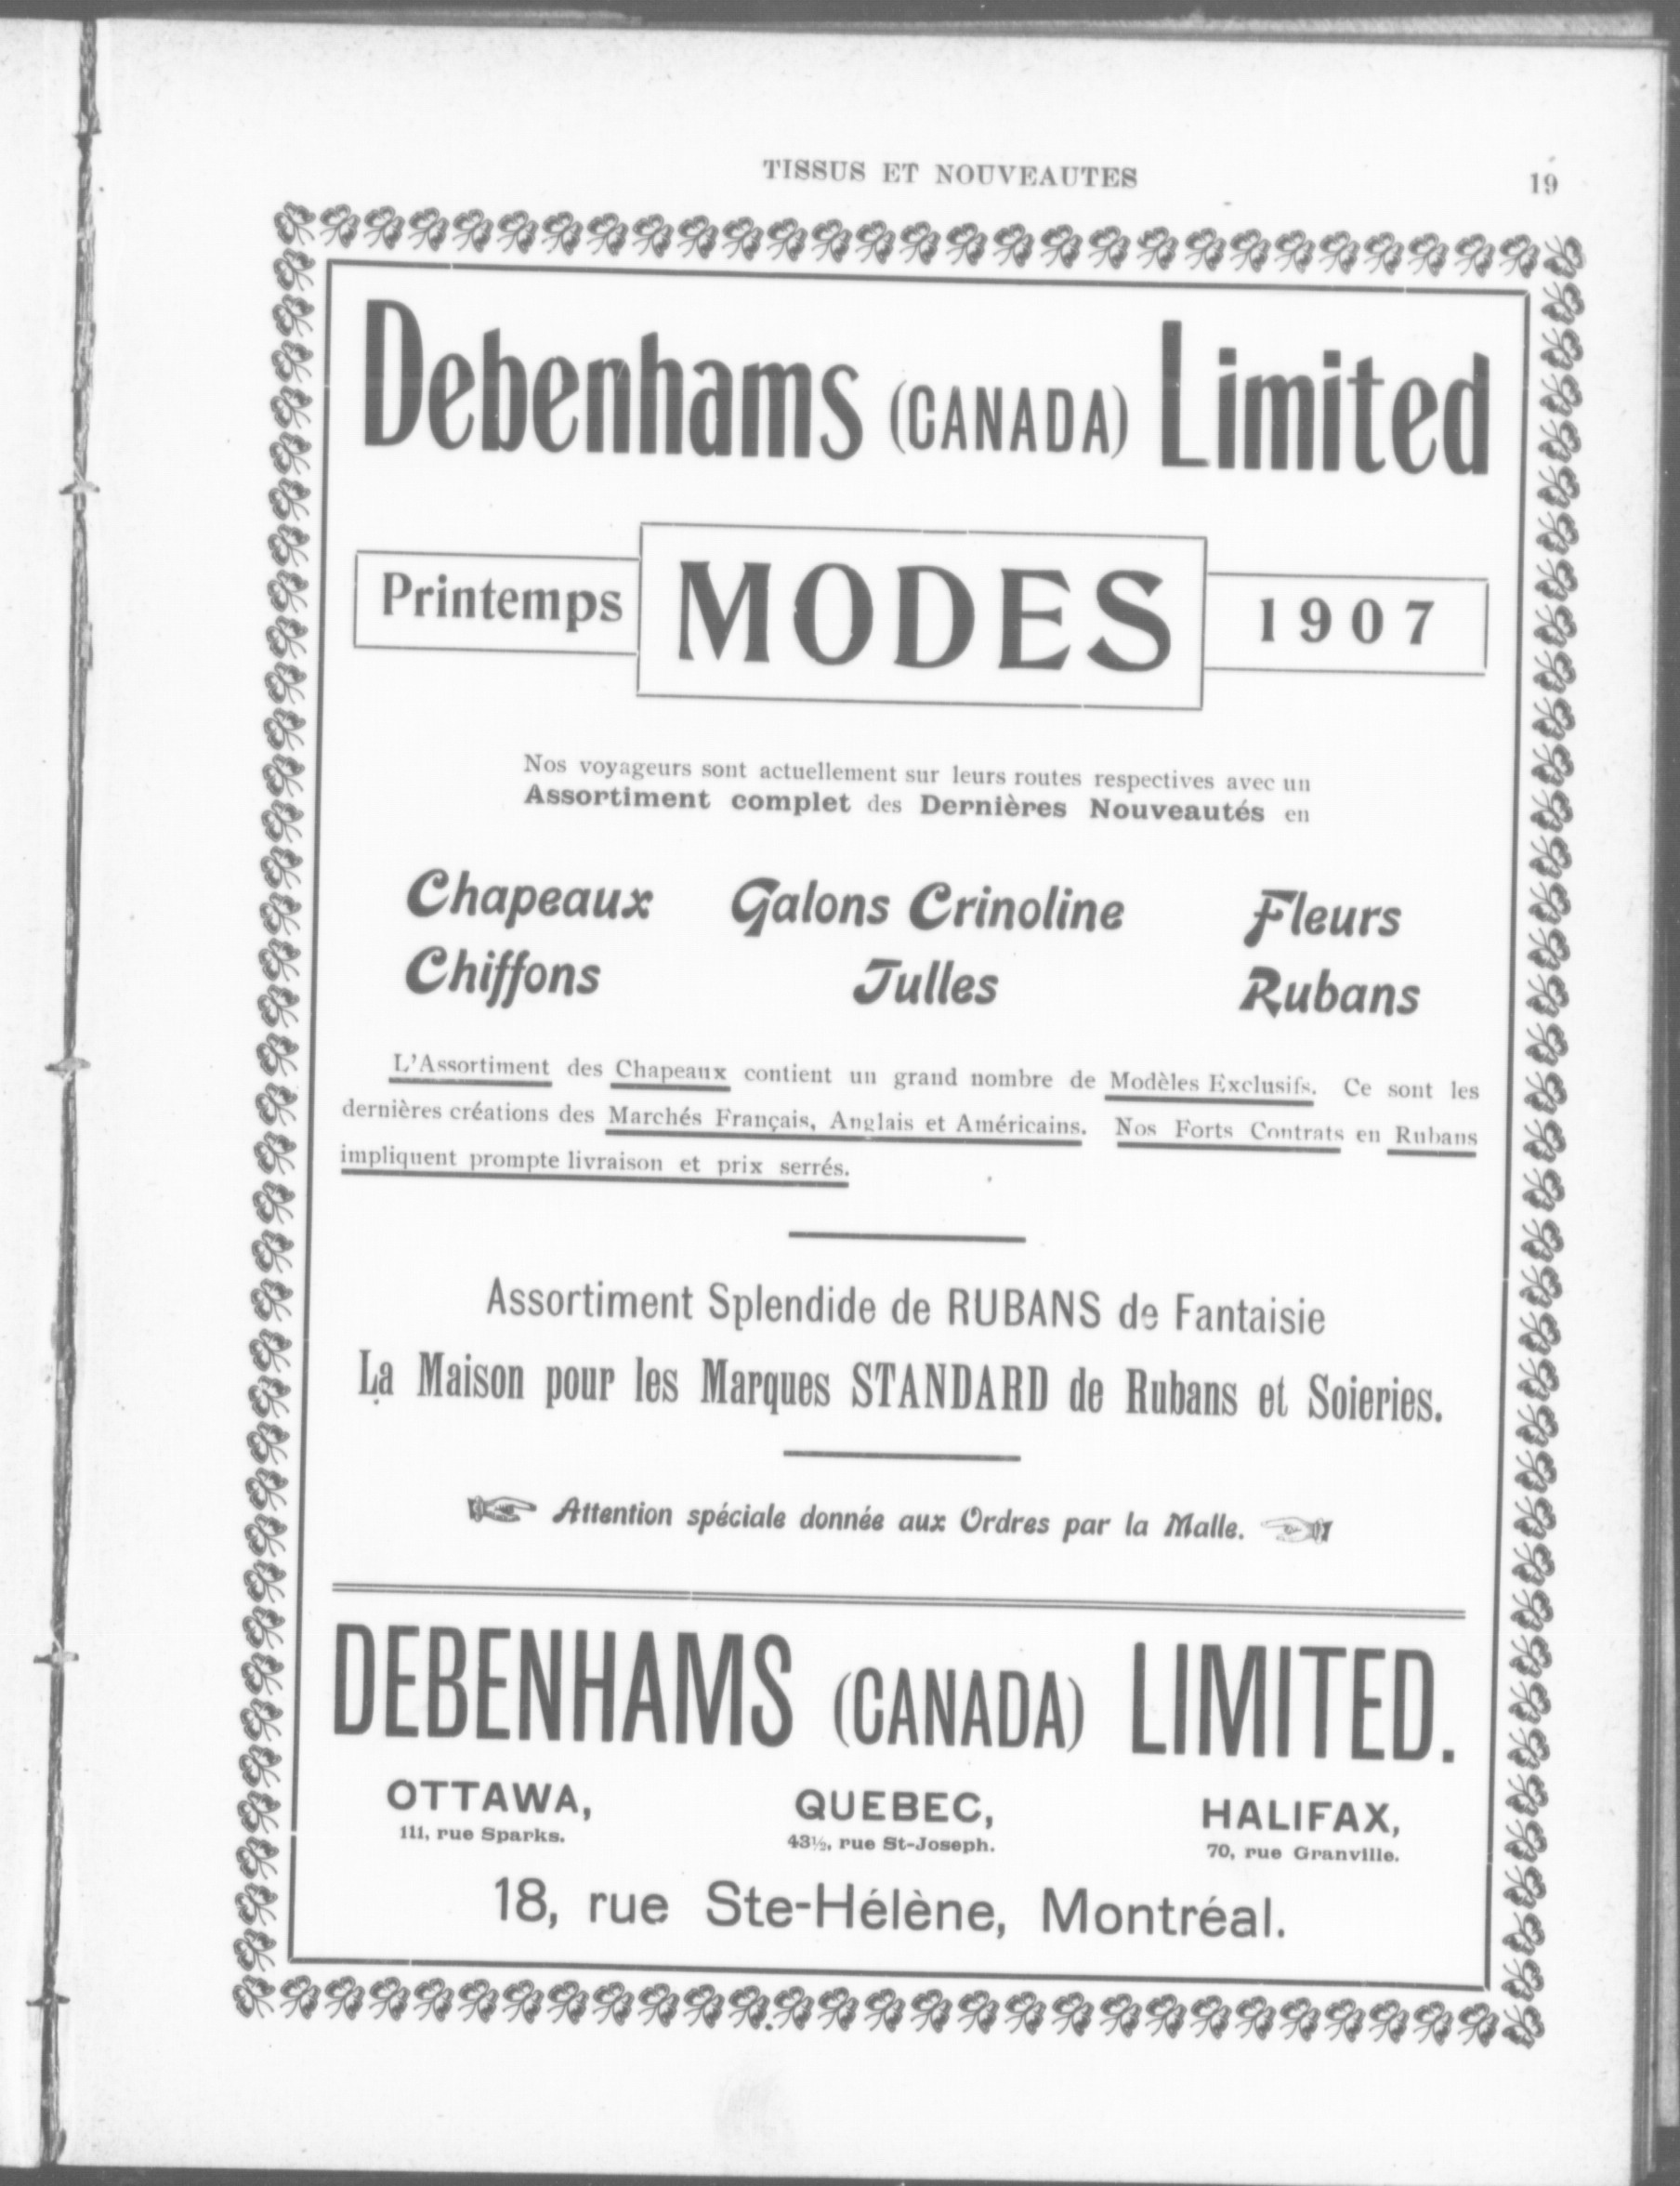 TISSUS ET NOUVEAUTES 19
Debenhams (CANADA) Limited
Printemps MODES 1907
Nos voyageurs sont actuellement sur leurs routes respectives avec un
Assortiment complet des Dernières Nouveautés en
Chapeaux Galons Crinoline Fleurs
Chiffons Tulles Rubans
L'Assortiment des Chapeaux contient un grand nombre de Modèles Exclusifs. Ce sont les
dernières créations des Marchés Français, Anglais et Américains. Nos Forts Contrats en Rubans
impliquent prompte livraison et prix serrés.
Assortiment Splendide de RUBANS de Fantaisie
La Maison pour les Marques STANDARD de Rubans et Soieries.
Attention spéciale donnée aux Ordres par la Malle.
DEBENHAMS (CANADA) LIMITED.
OTTAWA, QUEBEC, HALIFAX,
111, rue Sparks. 43½, rue St-Joseph. 70, rue Granville.
18, rue Ste-Hélène, Montréal.